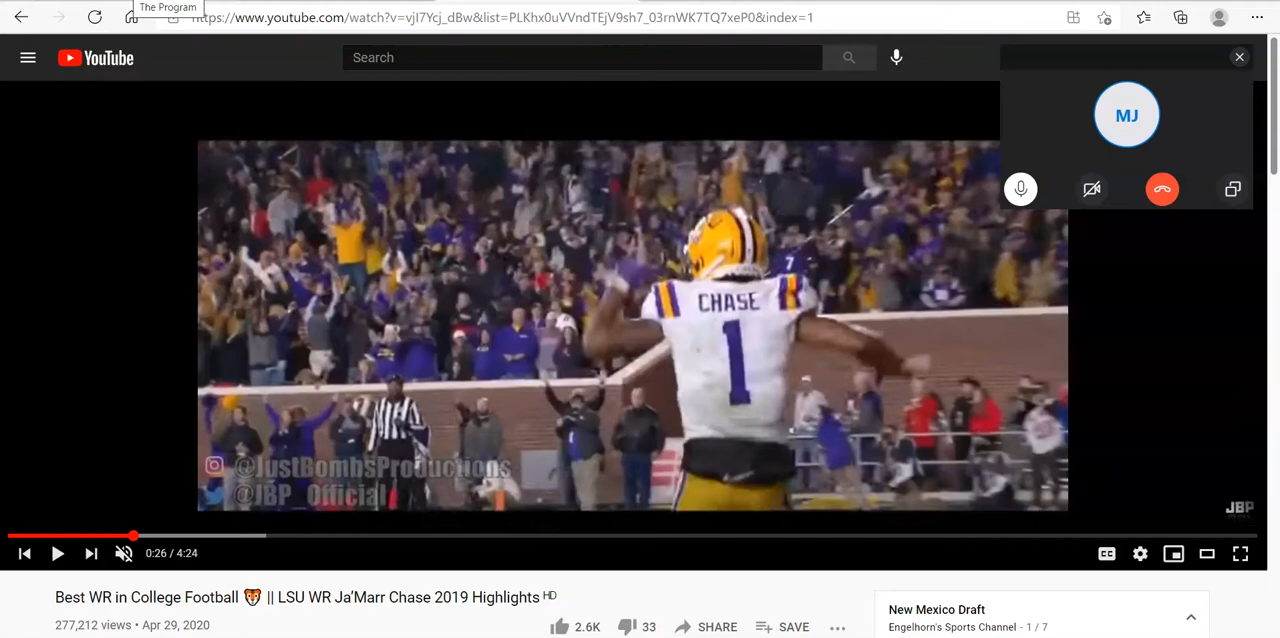 The Program
https://www.youtube.com/watch?v=vjI7Ycj_dBw&list=PLKhx0uVVndTEjV9sh7_03rnWK7TQ7xeP0&index=1
YouTube
Search
MJ
7
CHASE
1
@JustBombsProductions
@JBP_Official
JBP
0:26 / 4:24
CC
Best WR in College Football 🐯 || LSU WR Ja'Marr Chase 2019 Highlights HD
277,212 views • Apr 29, 2020
2.6K
33
SHARE
SAVE
New Mexico Draft
Engelhorn's Sports Channel - 1 / 7